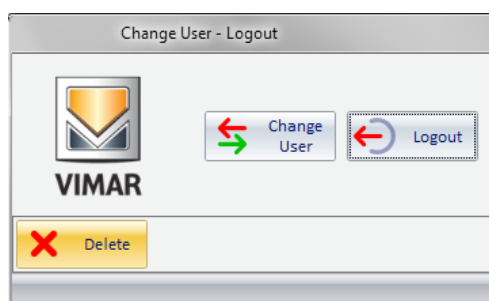 Change User - Logout
Change
User
Logout
VIMAR
Delete